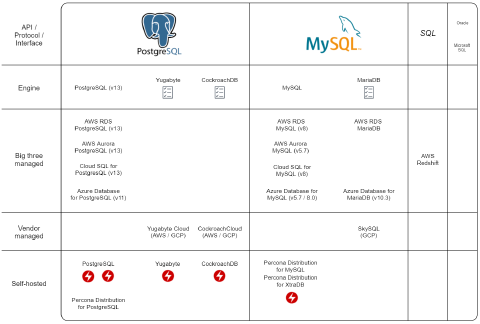 API /
Protocol /
Interface
PostgreSQL
MySQL
SQL
Oracle
Microsoft
SQL
Engine
PostgreSQL (v13)
Yugabyte
CockroachDB
MySQL
MariaDB
Big three
managed
AWS RDS
PostgreSQL (v13)
AWS Aurora
PostgreSQL (v13)
Cloud SQL for
PostgresQL (v13)
Azure Database
for PostgreSQL (v11)
AWS RDS
MySQL (v8)
AWS Aurora
MySQL (v5.7)
Cloud SQL for
MySQL (v8)
Azure Database for
MySQL (v5.7 / 8.0)
AWS RDS
MariaDB
Azure Database for
MariaDB (v10.3)
AWS
Redshift
Vendor
managed
Yugabyte Cloud
(AWS / GCP)
CockroachCloud
(AWS / GCP)
SkySQL
(GCP)
Self-hosted
PostgreSQL
Percona Distribution
for PostgreSQL
Yugabyte
CockroachDB
Percona Distribution
for MySQL
Percona Distribution
for XtraDB